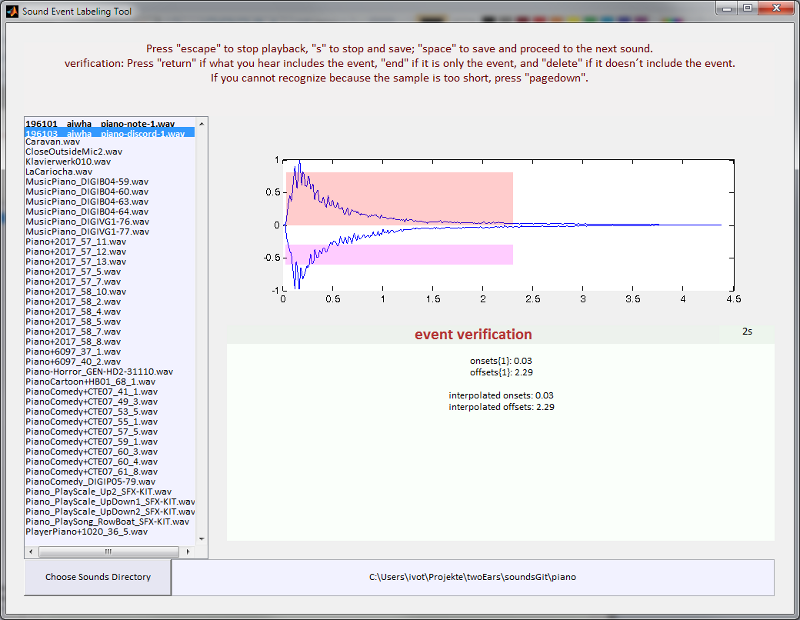 Sound Event Labeling Tool
Press "escape" to stop playback, "s" to stop and save; "space" to save and proceed to the next sound.
verification: Press "return" if what you hear includes the event, "end" if it is only the event, and "delete" if it doesn´t include the event.
If you cannot recognize because the sample is too short, press "pagedown".
196101__aiwha__piano-note-1.wav
196103__aiwha__piano-discord-1.wav
Caravan.wav
CloseOutsideMic2.wav
Klavierwerk010.wav
LaCariocha.wav
MusicPiano_DIGIB04-59.wav
MusicPiano_DIGIB04-60.wav
MusicPiano_DIGIB04-63.wav
MusicPiano_DIGIB04-64.wav
MusicPiano_DIGIVG1-76.wav
MusicPiano_DIGIVG1-77.wav
Piano+2017_57_11.wav
Piano+2017_57_12.wav
Piano+2017_57_13.wav
Piano+2017_57_5.wav
Piano+2017_57_7.wav
Piano+2017_58_10.wav
Piano+2017_58_2.wav
Piano+2017_58_4.wav
Piano+2017_58_5.wav
Piano+2017_58_7.wav
Piano+2017_58_8.wav
Piano+6097_37_1.wav
Piano+6097_40_2.wav
Piano-Horror_GEN-HD2-31110.wav
PianoCartoon+HB01_68_1.wav
PianoComedy+CTE07_41_1.wav
PianoComedy+CTE07_49_3.wav
PianoComedy+CTE07_53_5.wav
PianoComedy+CTE07_55_1.wav
PianoComedy+CTE07_57_5.wav
PianoComedy+CTE07_59_1.wav
PianoComedy+CTE07_60_3.wav
PianoComedy+CTE07_60_4.wav
PianoComedy+CTE07_61_8.wav
PianoComedy_DIGIP05-79.wav
Piano_PlayScale_Up2_SFX-KIT.wav
Piano_PlayScale_UpDown1_SFX-KIT.wav
Piano_PlayScale_UpDown2_SFX-KIT.wav
Piano_PlaySong_RowBoat_SFX-KIT.wav
PlayerPiano+1020_36_5.wav
1
0.5
0
-0.5
-1
0 0.5 1 1.5 2 2.5 3 3.5 4 4.5
event verification
2s
onsets{1}: 0.03
offsets{1}: 2.29
interpolated onsets: 0.03
interpolated offsets: 2.29
Choose Sounds Directory
C:\Users\ivot\Projekte\twoEars\soundsGit\piano